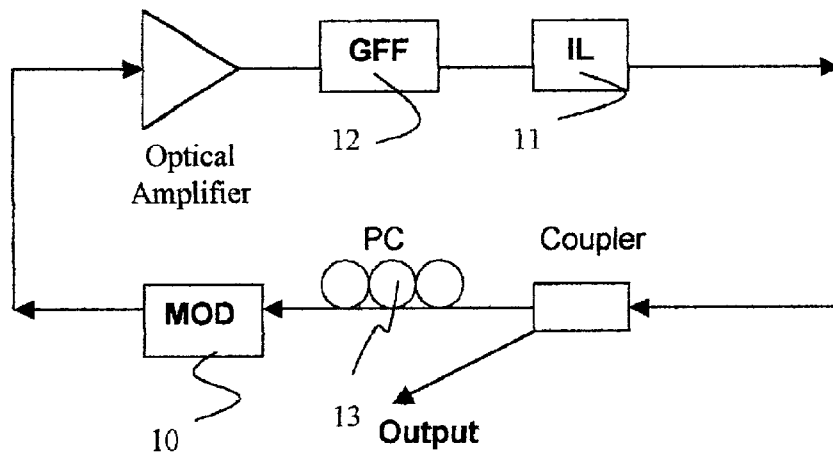 GFF
IL
12
11
Optical
Amplifier
PC
Coupler
MOD
10
13
Output